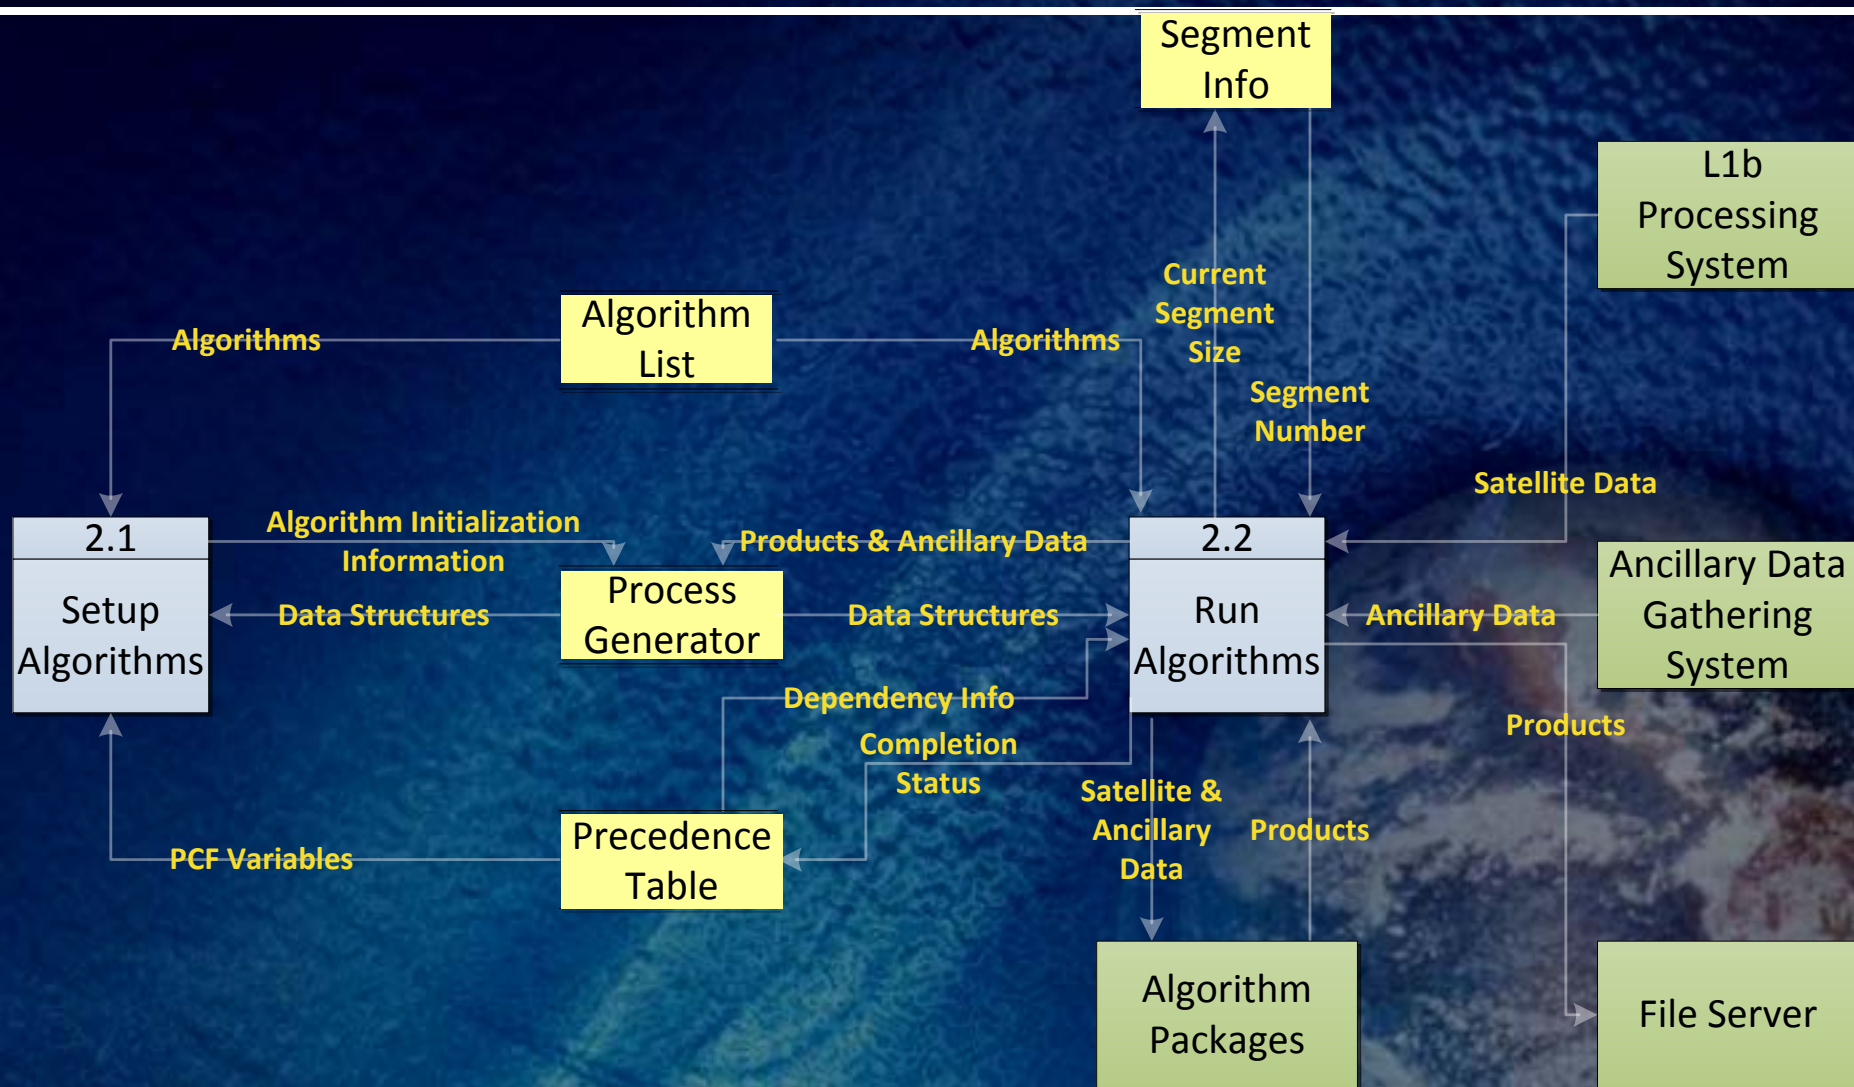 Segment
Info
L1b
Processing
System
Current
Segment
Size
Algorithm
List
Algorithms
Algorithms
Segment
Number
Satellite Data
2.1
Setup
Algorithms
Algorithm Initialization
Information
Products & Ancillary Data
2.2
Run
Algorithms
Ancillary Data
Gathering
System
Process
Generator
Data Structures
Data Structures
Ancillary Data
Dependency Info
Completion
Status
Products
Satellite &
Ancillary
Data
Products
PCF Variables
Precedence
Table
Algorithm
Packages
File Server